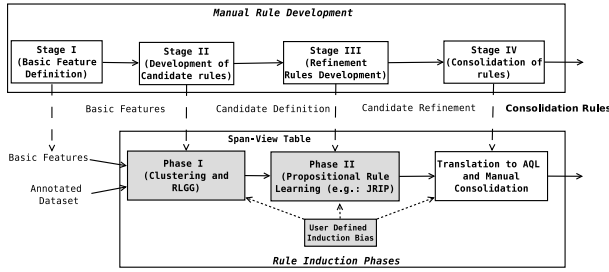 Manual Rule Development
Stage I
(Basic Feature
Definition)
Stage II
(Development of
Candidate rules)
Stage III
(Refinement
Rules Development)
Stage IV
(Consolidation of
rules)
Basic Features
Candidate Definition
Candidate Refinement
Consolidation Rules
Span-View Table
Basic Features
Annotated
Dataset
Phase I
(Clustering and
RLGG)
Phase II
(Propositional Rule
Learning (e.g.: JRIP)
Translation to AQL
and Manual
Consolidation
User Defined
Induction Bias
Rule Induction Phases